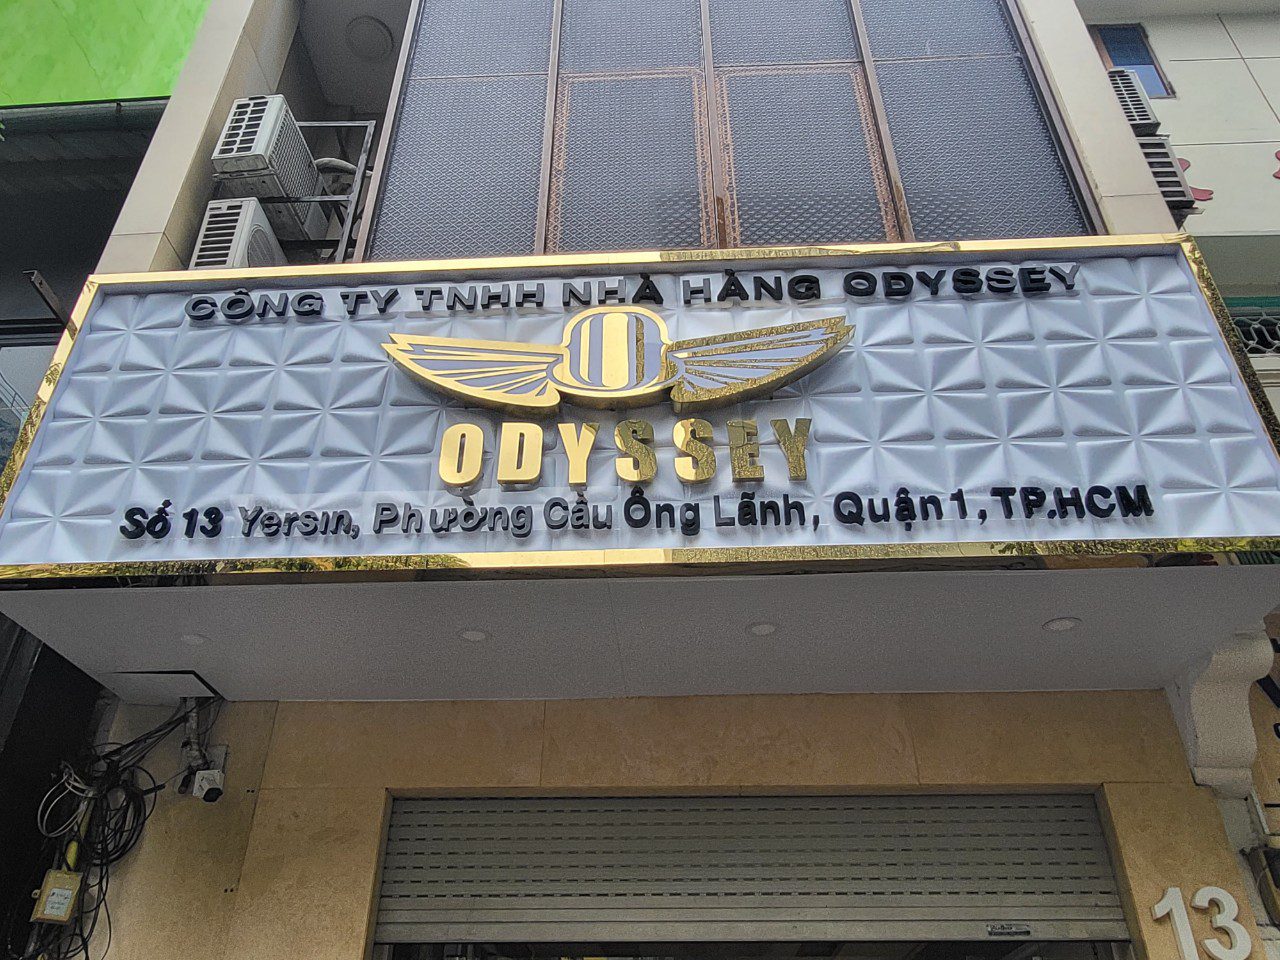 CÔNG TY TNHH NHÀ HÀNG ODYSSEY
ODYSSEY
Số 13 Yersin, Phường Cầu Ông Lãnh, Quận 1, TP.HCM
13